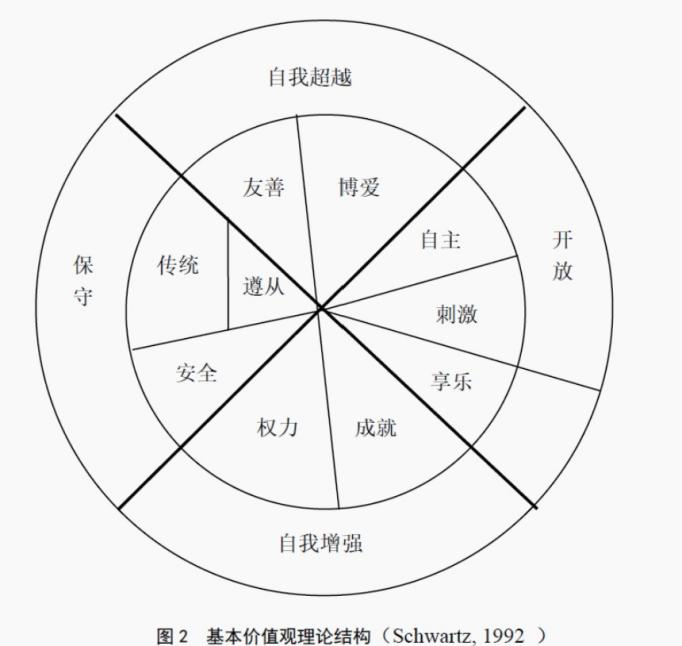 自我超越
友善
博爱
自主
开放
保守
传统
遵从
刺激
安全
享乐
权力
成就
自我增强
图 2 基本价值观理论结构（Schwartz, 1992 ）